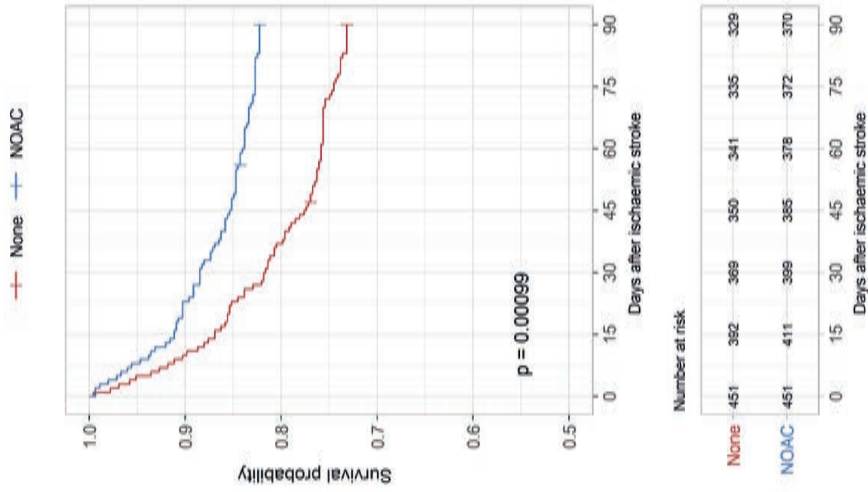 None NOAC
1.0
0.9
0.8
0.7
0.6
0.5
Survival probability
p = 0.00099
0 15 30 45 60 75 90
Days after ischaemic stroke
Number at risk
None 451 392 369 350 341 335 329
NOAC 451 411 399 385 378 372 370
0 15 30 45 60 75 90
Days after ischaemic stroke